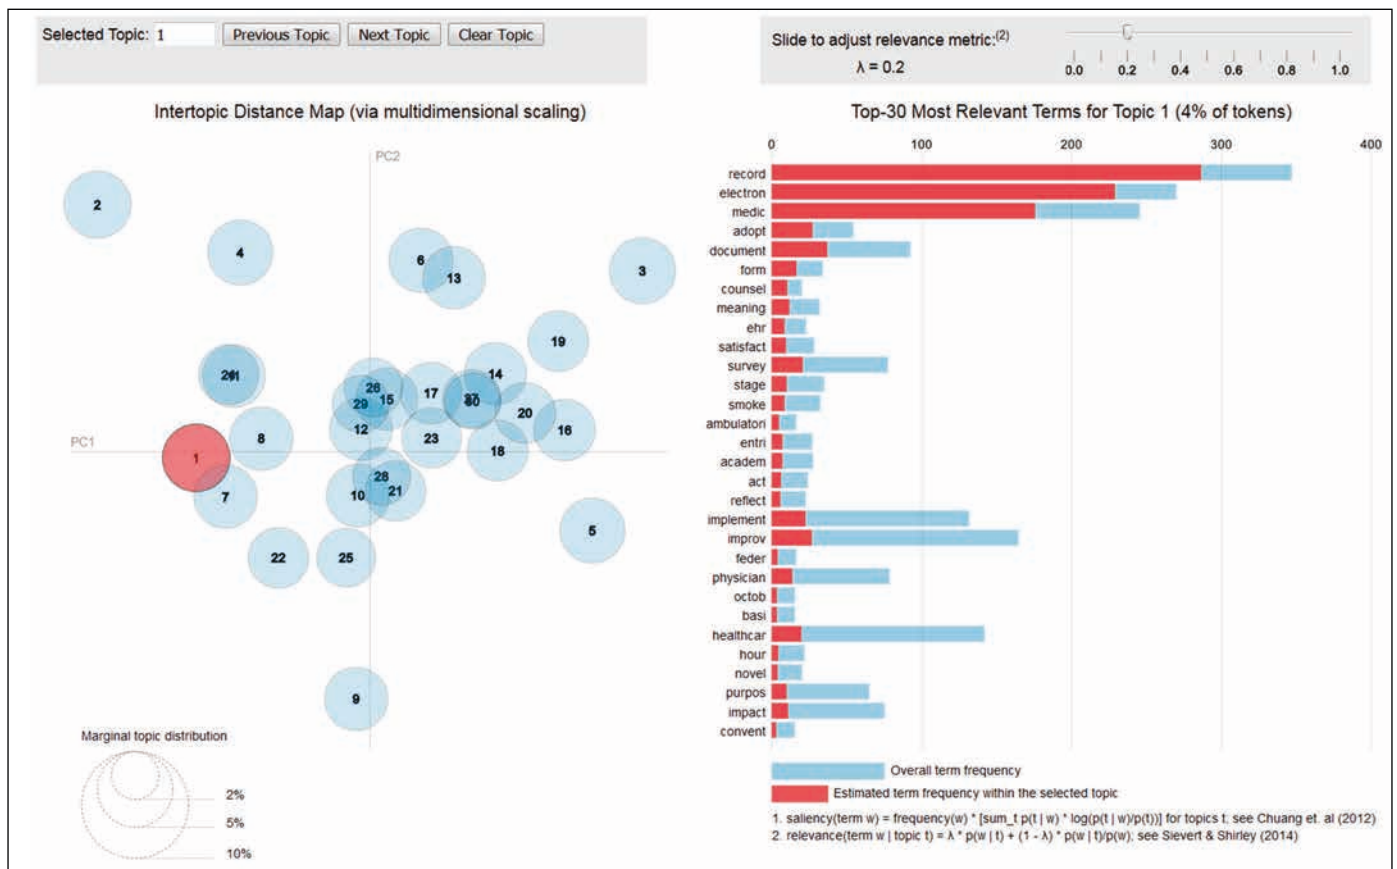 Selected Topic: 1 Previous Topic Next Topic Clear Topic
Slide to adjust relevance metric:(2)
λ = 0.2
0.0 0.2 0.4 0.6 0.8 1.0
Intertopic Distance Map (via multidimensional scaling)
PC2
PC1
2
4
6
13
3
19
14
26
15
29
17
20
16
12
23
18
8
1
7
28
21
10
5
22
25
9
Marginal topic distribution
2%
5%
10%
Top-30 Most Relevant Terms for Topic 1 (4% of tokens)
0 100 200 300 400
record
electron
medic
adopt
document
form
counsel
meaning
ehr
satisfact
survey
stage
smoke
ambulatori
entri
academ
act
reflect
implement
improv
feder
physician
octob
basi
healthcar
hour
novel
purpos
impact
convent
Overall term frequency
Estimated term frequency within the selected topic
1. saliency(term w) = frequency(w) * [sum_t p(t | w) * log(p(t | w)/p(t))] for topics t; see Chuang et. al (2012)
2. relevance(term w | topic t) = λ * p(w | t) + (1 - λ) * p(w | t)/p(w); see Sievert & Shirley (2014)